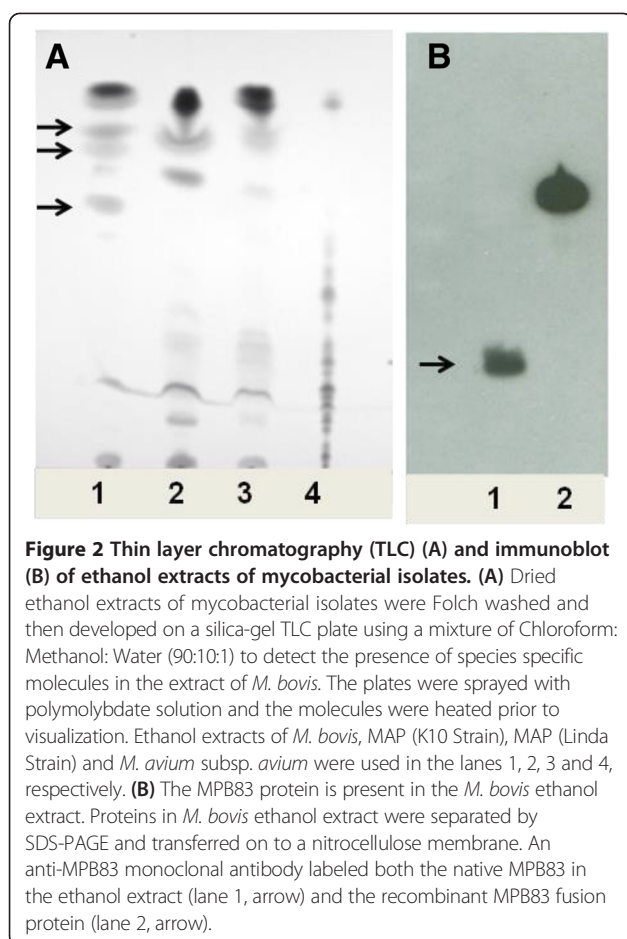 A
B
1 2 3 4
1 2
Figure 2 Thin layer chromatography (TLC) (A) and immunoblot
(B) of ethanol extracts of mycobacterial isolates. (A) Dried
ethanol extracts of mycobacterial isolates were Folch washed and
then developed on a silica-gel TLC plate using a mixture of Chloroform:
Methanol: Water (90:10:1) to detect the presence of species specific
molecules in the extract of M. bovis. The plates were sprayed with
polymolybdate solution and the molecules were heated prior to
visualization. Ethanol extracts of M. bovis, MAP (K10 Strain), MAP (Linda
Strain) and M. avium subsp. avium were used in the lanes 1, 2, 3 and 4,
respectively. (B) The MPB83 protein is present in the M. bovis ethanol
extract. Proteins in M. bovis ethanol extract were separated by
SDS-PAGE and transferred on to a nitrocellulose membrane. An
anti-MPB83 monoclonal antibody labeled both the native MPB83 in
the ethanol extract (lane 1, arrow) and the recombinant MPB83 fusion
protein (lane 2, arrow).